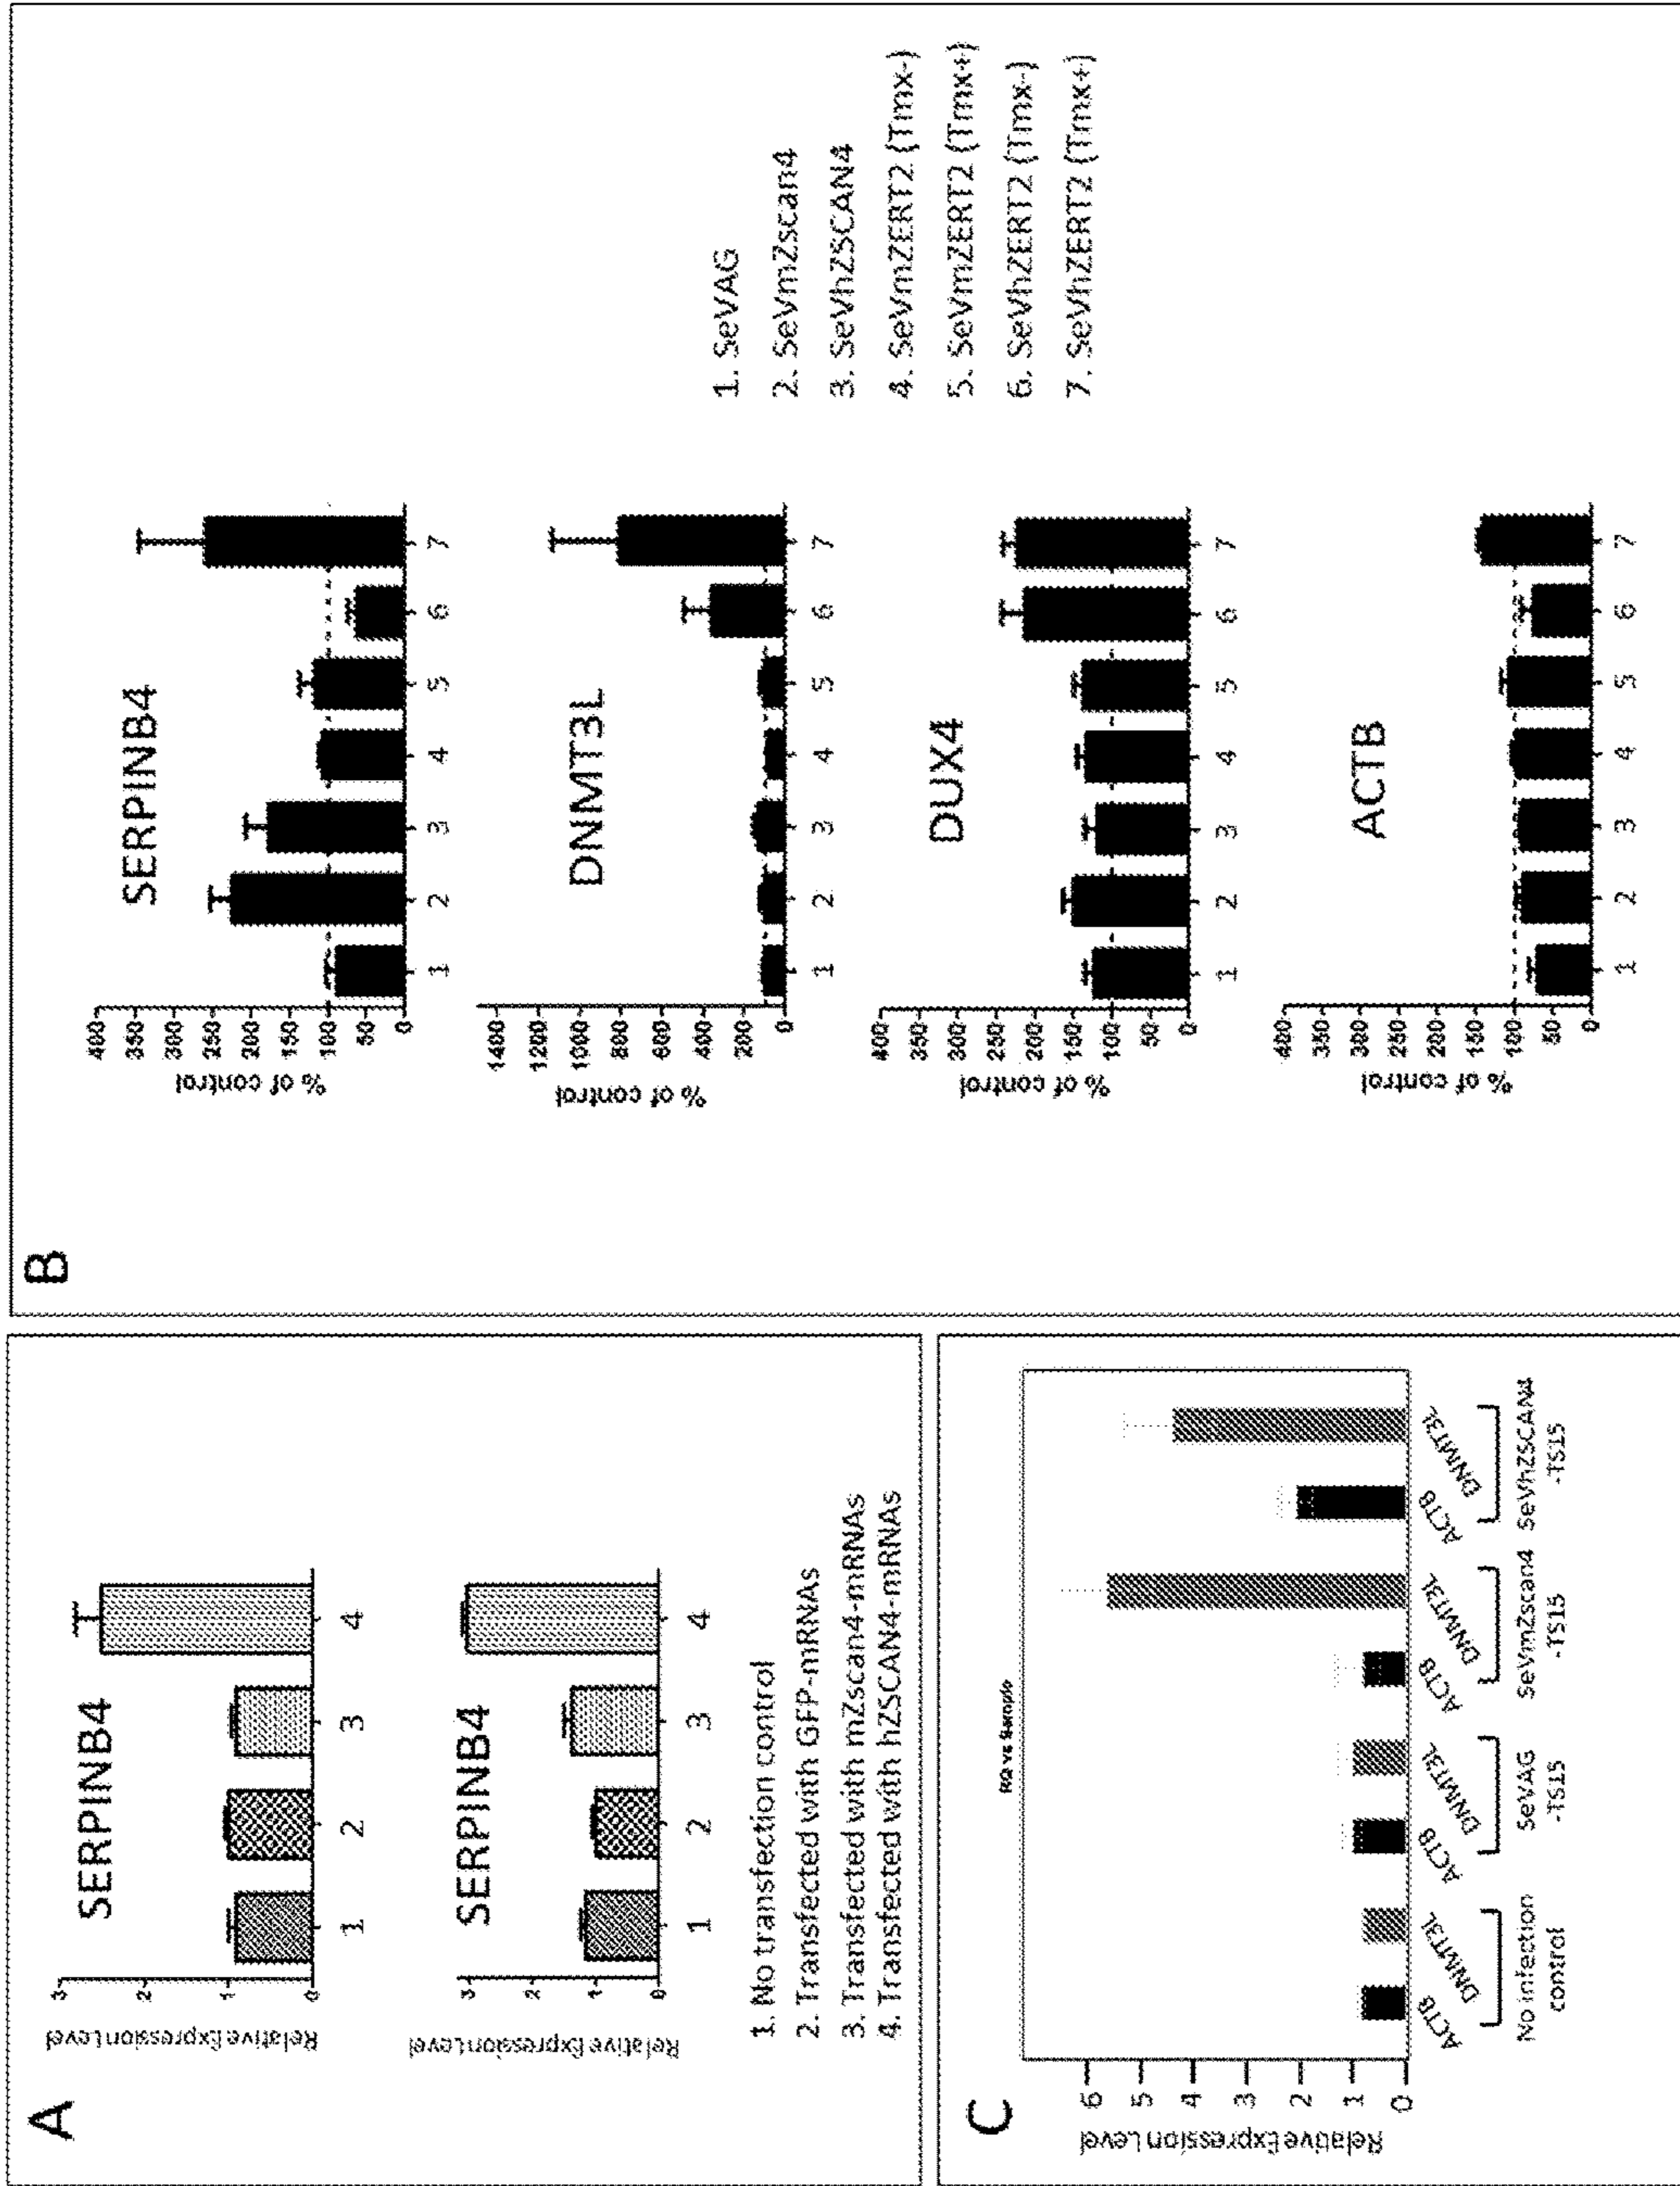 A
SERPINB4
Relative Expression Level
3
2
1
0
1 2 3 4
SERPINB4
Relative Expression Level
3
2
1
0
1 2 3 4
1. No transfection control
2. Transfected with GFP-mRNAs
3. Transfected with mZscan4-mRNAs
4. Transfected with hZSCAN4-mRNAs
B
SERPINB4
% of control
400
350
300
250
200
150
100
50
0
1 2 3 4 5 6 7
DNMT3L
% of control
1400
1200
1000
800
600
400
200
0
1 2 3 4 5 6 7
DUX4
% of control
400
350
300
250
200
150
100
50
0
1 2 3 4 5 6 7
ACTB
% of control
400
350
300
250
200
150
100
50
0
1 2 3 4 5 6 7
1. SeVAG
2. SeVmZscan4
3. SeVhZSCAN4
4. SeVmZERT2 (Tmx-)
5. SeVmZERT2 (Tmx+)
6. SeVhZERT2 (Tmx-)
7. SeVhZERT2 (Tmx+)
C
RQ vs Sample
Relative Expression Level
6
5
4
3
2
1
0
ACTB DNMT3L ACTB DNMT3L ACTB DNMT3L ACTB DNMT3L
No infection SeVAG SeVmZscan4 SeVhZSCAN4
control -TS15 -TS15 -TS15